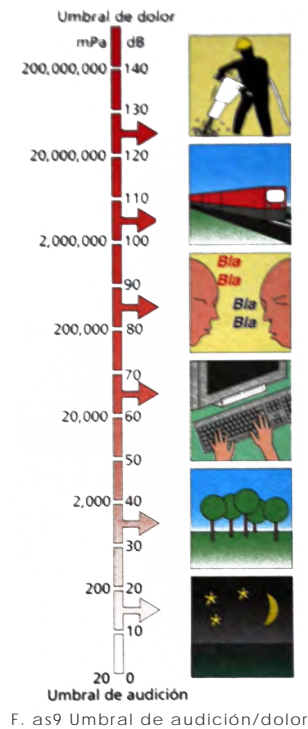 Umbral de dolor
mPa dB
200,000,000 140
130
20,000,000 120
110
2,000,000 100
90
200,000 80
70
20,000 60
50
2,000 40
30
200 20
10
20 0
Umbral de audición
Bla
Bla
Bla
Bla
F. as9 Umbral de audición/dolor